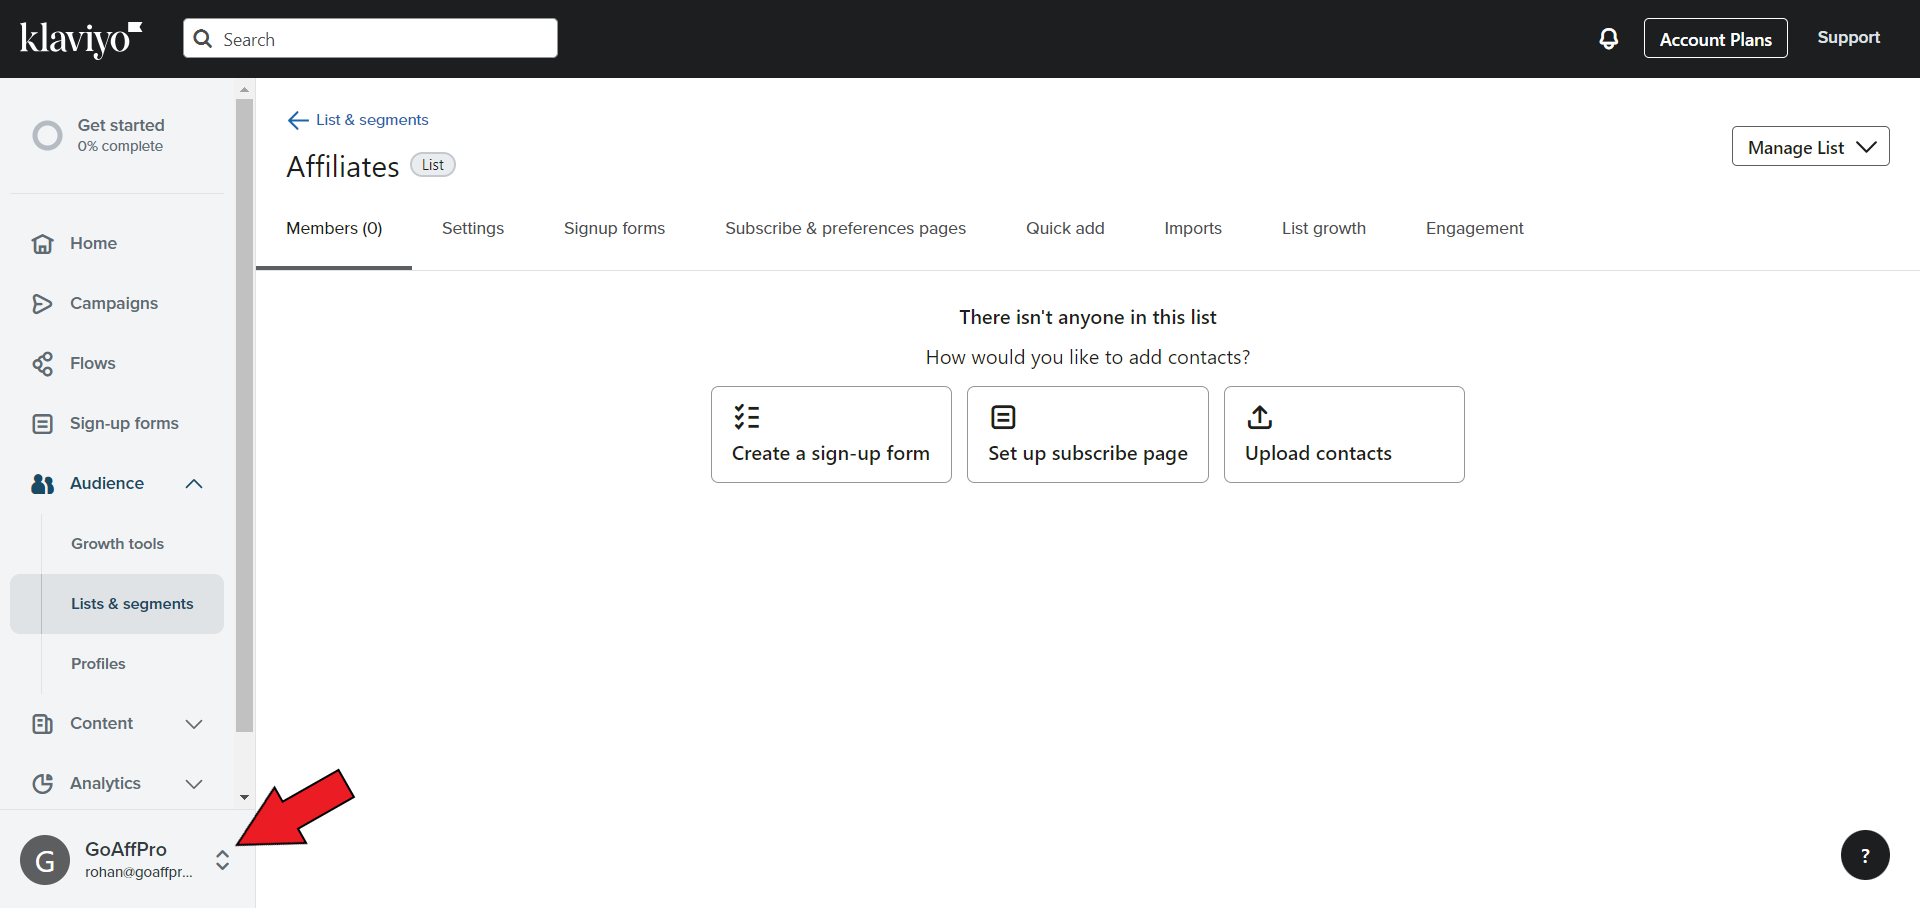 klaviyo
Search
Account Plans
Support
Get started
0% complete
Home
Campaigns
Flows
Sign-up forms
Audience
Growth tools
Lists & segments
Profiles
Content
Analytics
G
GoAffPro
rohan@goaffpr...
List & segments
Affiliates List
Manage List
Members (0) Settings Signup forms Subscribe & preferences pages Quick add Imports List growth Engagement
There isn't anyone in this list
How would you like to add contacts?
Create a sign-up form
Set up subscribe page
Upload contacts
?